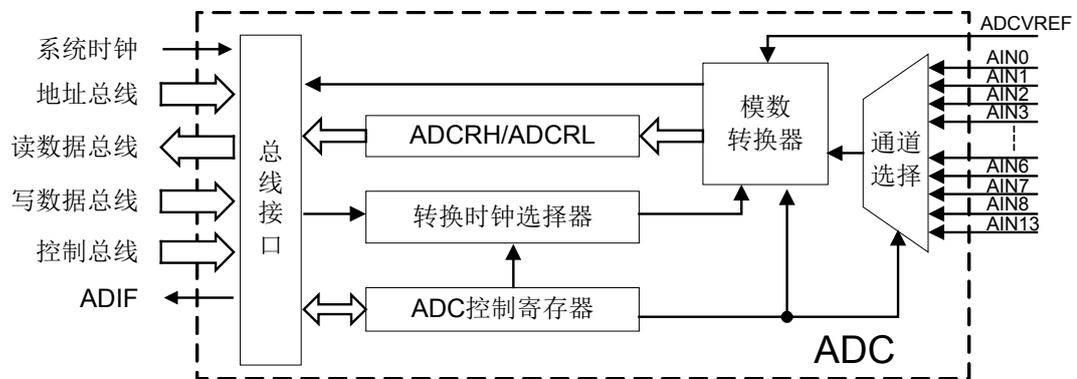 系统时钟
地址总线
读数据总线
写数据总线
控制总线
ADIF
总线接口
ADCRH/ADCRL
转换时钟选择器
ADC控制寄存器
模数
转换器
通道
选择
ADCVREF
AIN0
AIN1
AIN2
AIN3
AIN6
AIN7
AIN8
AIN13
ADC